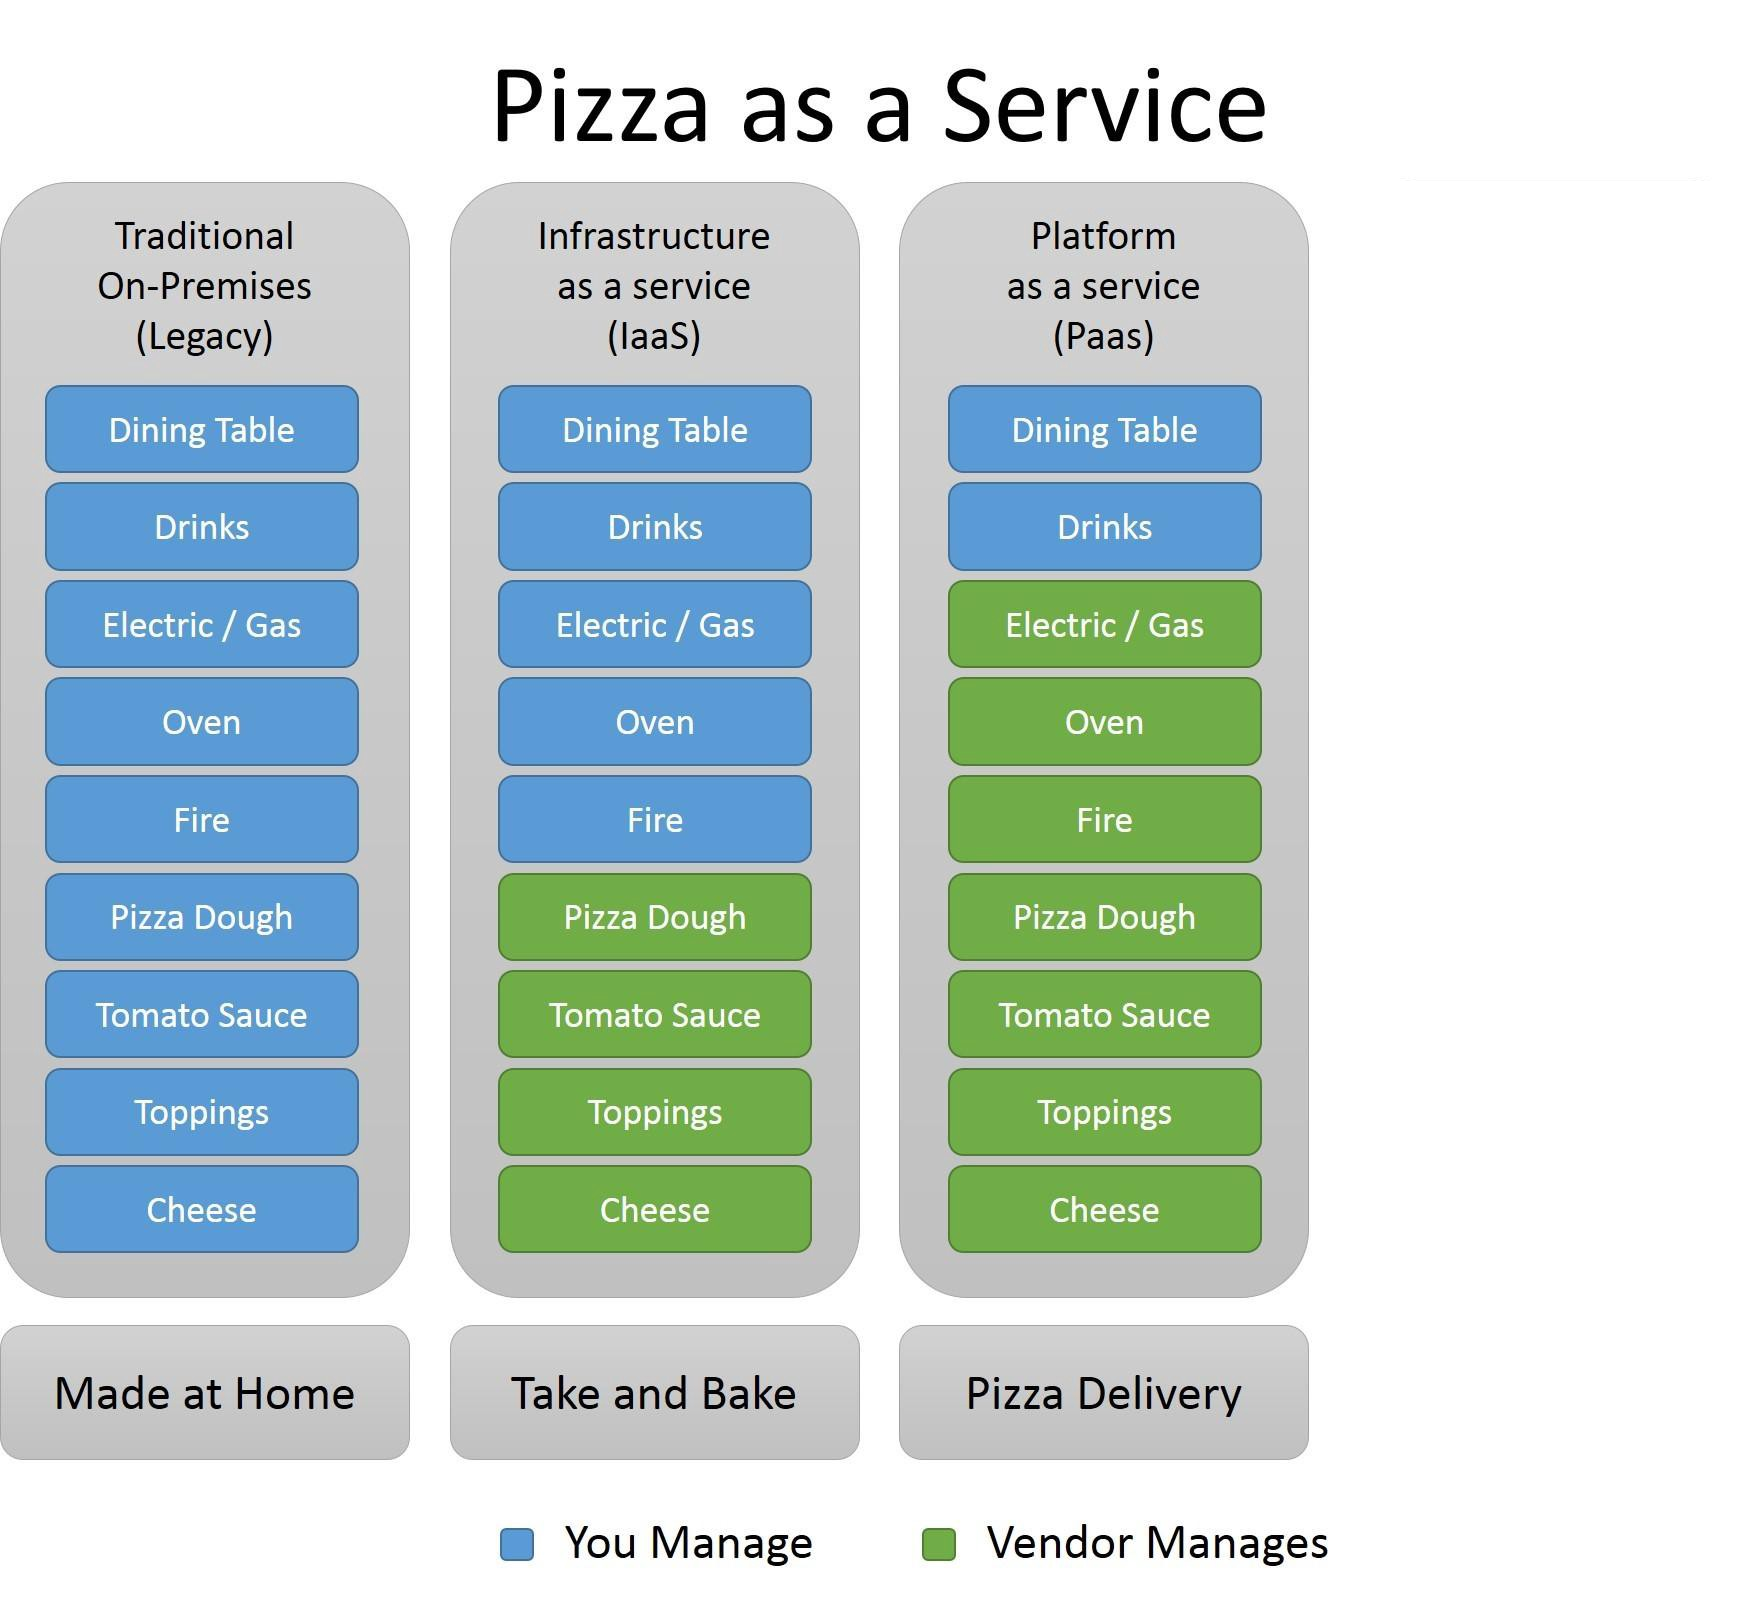 Pizza as a Service
Traditional
On-Premises
(Legacy)
Dining Table
Drinks
Electric / Gas
Oven
Fire
Pizza Dough
Tomato Sauce
Toppings
Cheese
Made at Home
Infrastructure
as a service
(IaaS)
Dining Table
Drinks
Electric / Gas
Oven
Fire
Pizza Dough
Tomato Sauce
Toppings
Cheese
Take and Bake
Platform
as a service
(Paas)
Dining Table
Drinks
Electric / Gas
Oven
Fire
Pizza Dough
Tomato Sauce
Toppings
Cheese
Pizza Delivery
You Manage
Vendor Manages